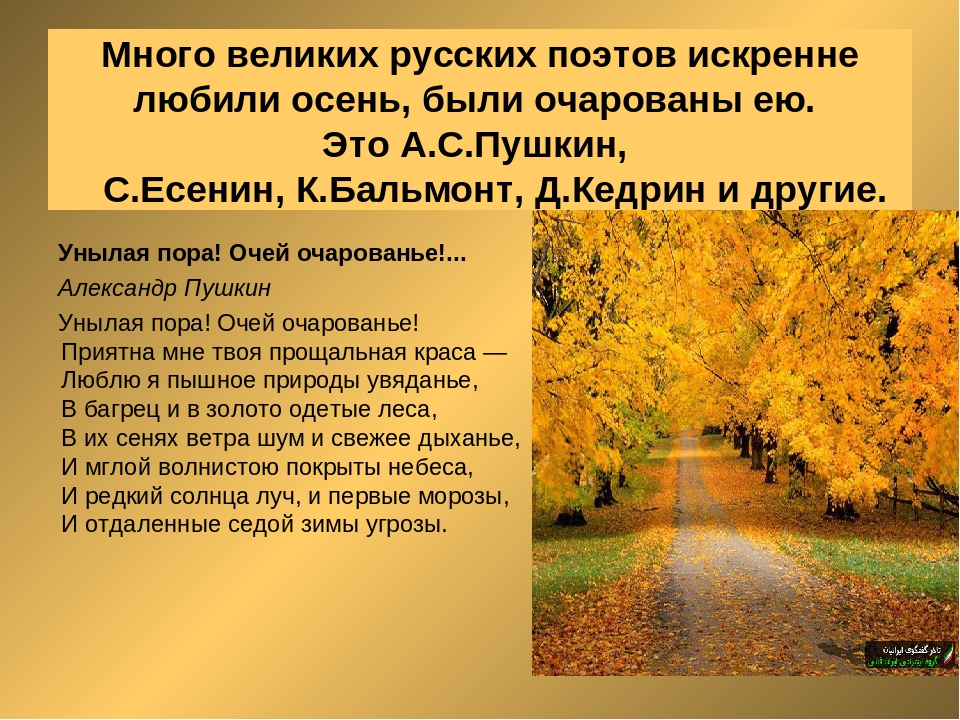 Много великих русских поэтов искренне
любили осень, были очарованы ею.
Это А.С.Пушкин,
С.Есенин, К.Бальмонт, Д.Кедрин и другие.
Унылая пора! Очей очарованье!...
Александр Пушкин
Унылая пора! Очей очарованье!
Приятна мне твоя прощальная краса —
Люблю я пышное природы увяданье,
В багрец и в золото одетые леса,
В их сенях ветра шум и свежее дыханье,
И мглой волнистою покрыты небеса,
И редкий солнца луч, и первые морозы,
И отдаленные седой зимы угрозы.
تالار گفتگوی ایرانیان